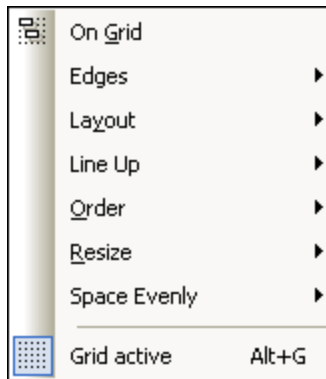 On Grid
Edges
Layout
Line Up
Order
Resize
Space Evenly
Grid active Alt+G